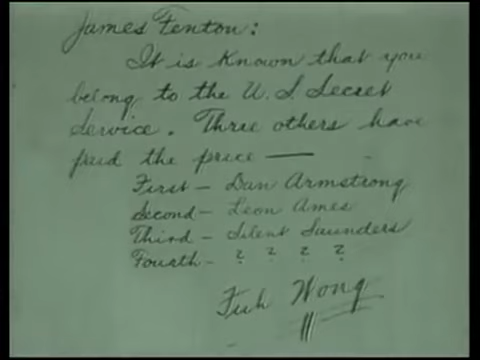 James Fenton:
It is known that you
belong to the U.S. Secret
Service. Three others have
paid the price —
First - Dan Armstrong
Second - Leon Ames
Third - Silent Saunders
Fourth - ? ? ? ?
Fuh Wong